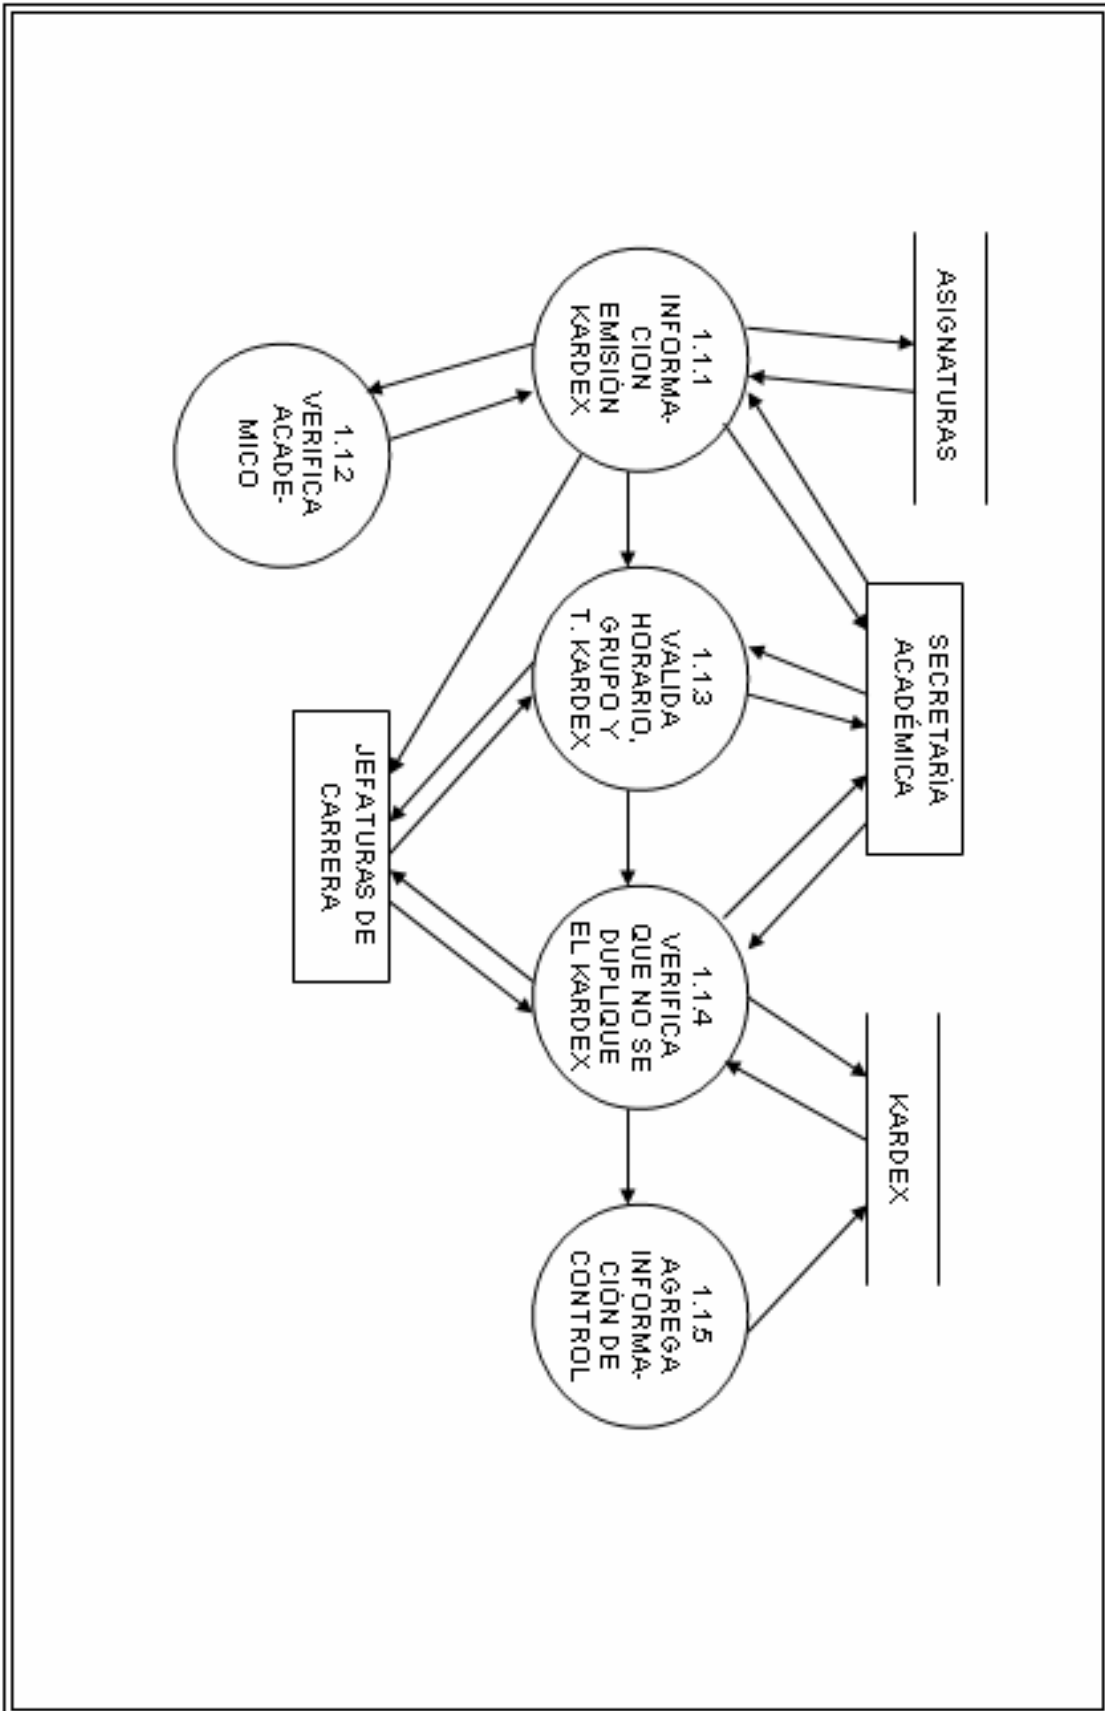 ASIGNATURAS
SECRETARÌA
ACADÉMICA
KARDEX
1.1.1
INFORMA-
CION
EMISIÓN
KARDEX
1.1.3
VALIDA
HORARIO,
GRUPO Y
T. KARDEX
1.1.4
VERIFICA
QUE NO SE
DUPLIQUE
EL KARDEX
1.1.5
AGREGA
INFORMA-
CIÓN DE
CONTROL
1.1.2
VERIFICA
ACADE-
MICO
JEFATURAS DE
CARRERA